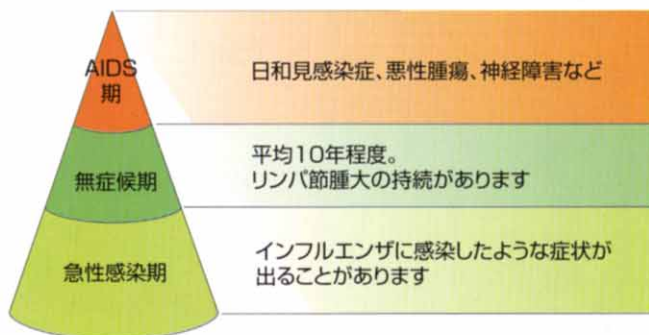 AIDS
期
日和見感染症、悪性腫瘍、神経障害など
無症候期
平均10年程度。
リンパ節腫大の持続があります
急性感染期
インフルエンザに感染したような症状が
出ることがあります